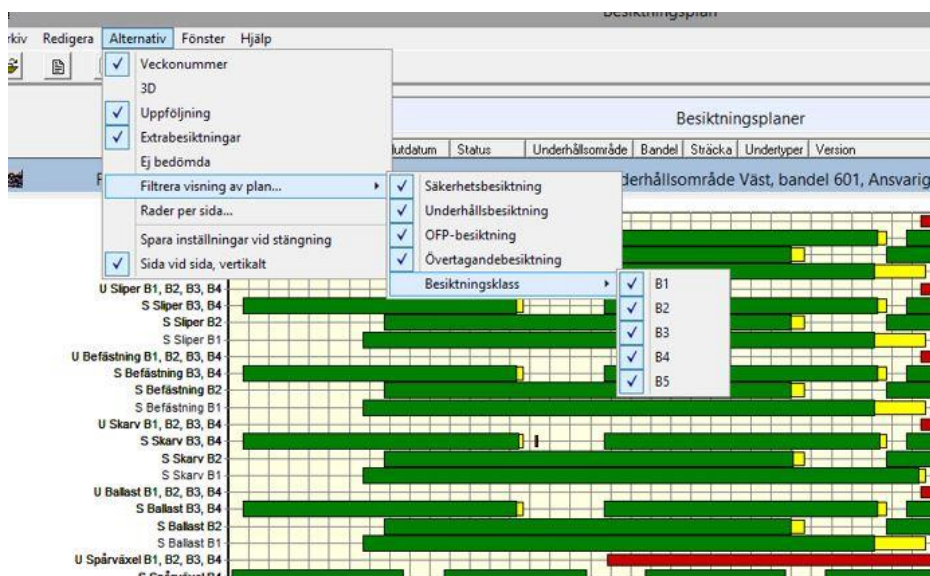 Besiktningsplan
rkiv Redigera Alternativ Fönster Hjälp
Veckonummer
3D
Uppföljning
Extrabesiktningar
Ej bedömda
Filtrera visning av plan...
Rader per sida...
Spara inställningar vid stängning
Sida vid sida, vertikalt
Säkerhetsbesiktning
Underhållsbesiktning
OFP-besiktning
Övertagandebesiktning
Besiktningsklass
B1
B2
B3
B4
B5
Besiktningsplaner
lutdatum Status Underhållsområde Bandel Sträcka Undertyper Version
derhållsområde Väst, bandel 601, Ansvarig
U Sliper B1, B2, B3, B4
S Sliper B3, B4
S Sliper B2
S Sliper B1
U Befästning B1, B2, B3, B4
S Befästning B3, B4
S Befästning B2
S Befästning B1
U Skarv B1, B2, B3, B4
S Skarv B3, B4
S Skarv B2
S Skarv B1
U Ballast B1, B2, B3, B4
S Ballast B3, B4
S Ballast B2
S Ballast B1
U Spårväxel B1, B2, B3, B4
S Spårväxel B4